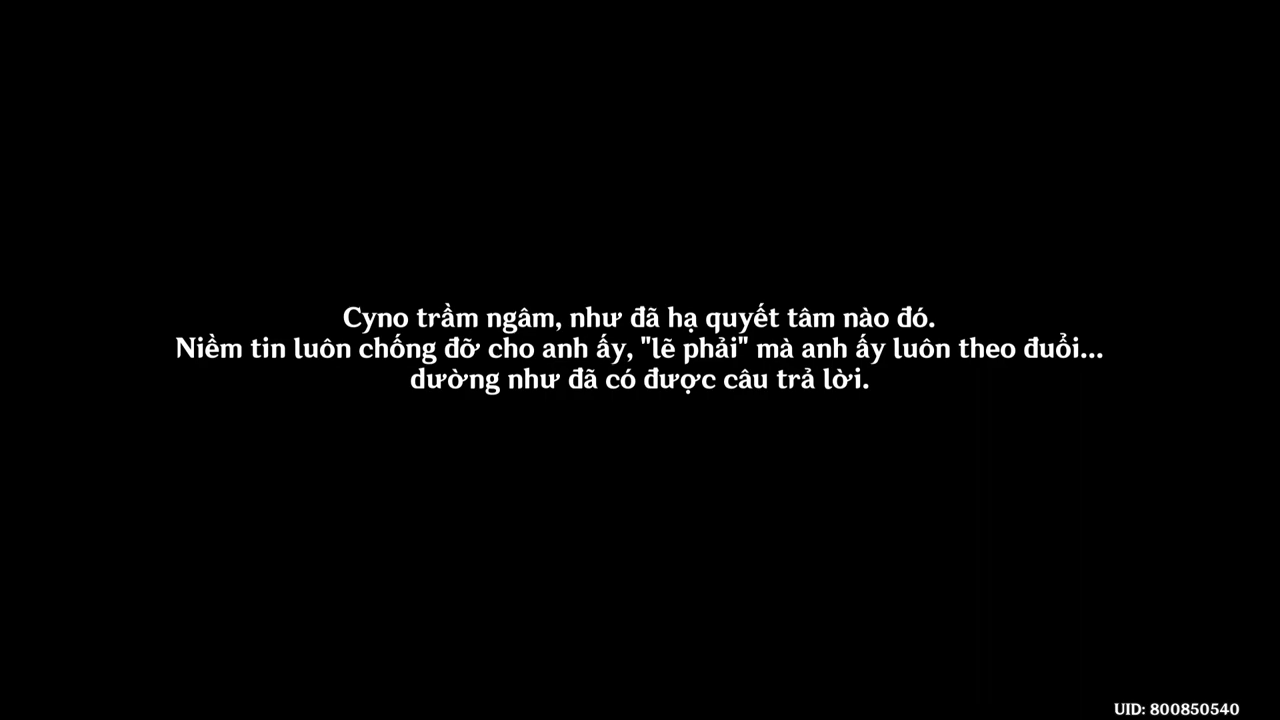 Cyno trầm ngâm, như đã hạ quyết tâm nào đó.
Niềm tin luôn chống đỡ cho anh ấy, "lẽ phải" mà anh ấy luôn theo đuổi...
dường như đã có được câu trả lời.
UID: 800850540